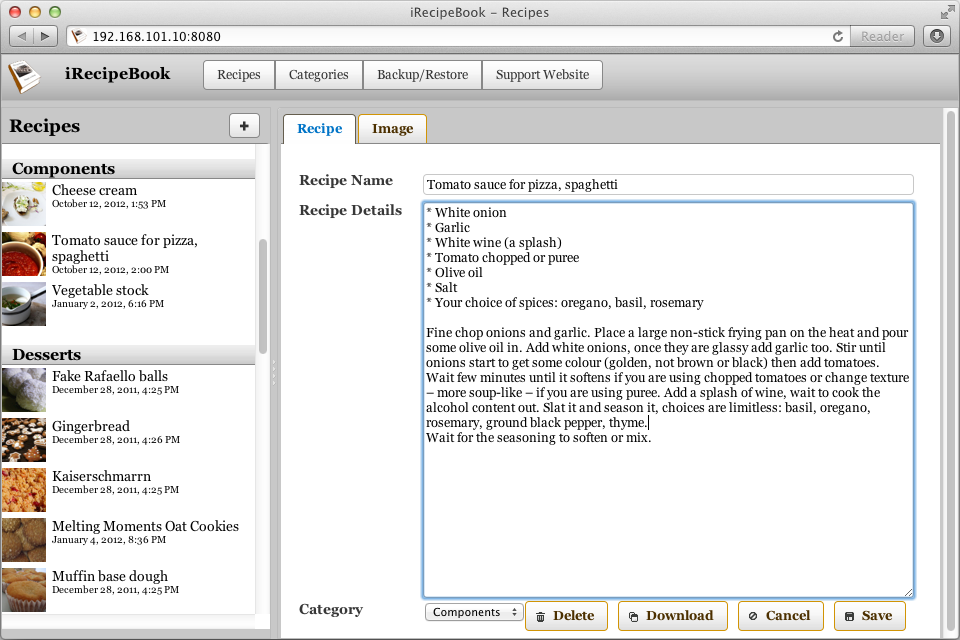 iRecipeBook – Recipes
192.168.101.10:8080
Reader
iRecipeBook
Recipes
Categories
Backup/Restore
Support Website
Recipes
+
Components
Cheese cream
October 12, 2012, 1:53 PM
Tomato sauce for pizza,
spaghetti
October 12, 2012, 2:00 PM
Vegetable stock
January 2, 2012, 6:16 PM
Desserts
Fake Rafaello balls
December 28, 2011, 4:25 PM
Gingerbread
December 28, 2011, 4:26 PM
Kaiserschmarrn
December 28, 2011, 4:25 PM
Melting Moments Oat Cookies
January 4, 2012, 8:36 PM
Muffin base dough
December 28, 2011, 4:25 PM
Recipe
Image
Recipe Name
Tomato sauce for pizza, spaghetti
Recipe Details
* White onion
* Garlic
* White wine (a splash)
* Tomato chopped or puree
* Olive oil
* Salt
* Your choice of spices: oregano, basil, rosemary
Fine chop onions and garlic. Place a large non-stick frying pan on the heat and pour
some olive oil in. Add white onions, once they are glassy add garlic too. Stir until
onions start to get some colour (golden, not brown or black) then add tomatoes.
Wait few minutes until it softens if you are using chopped tomatoes or change texture
– more soup-like – if you are using puree. Add a splash of wine, wait to cook the
alcohol content out. Slat it and season it, choices are limitless: basil, oregano,
rosemary, ground black pepper, thyme.
Wait for the seasoning to soften or mix.
Category
Components
Delete
Download
Cancel
Save